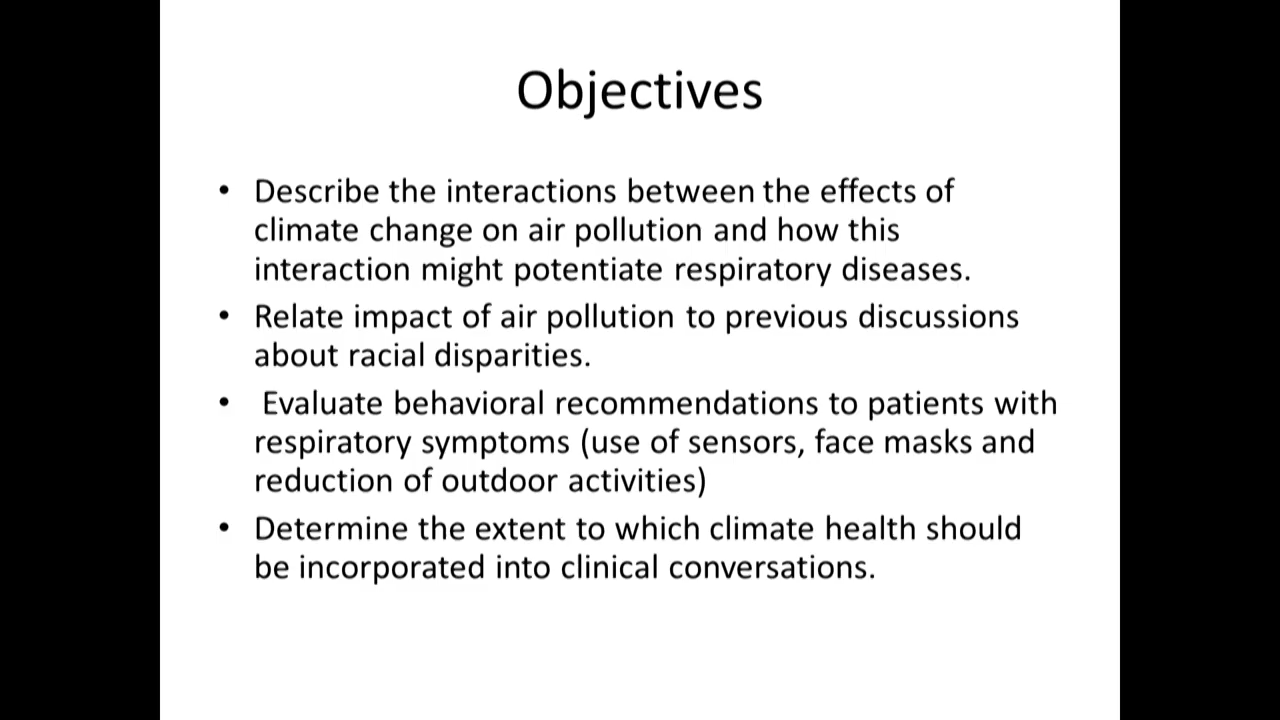 Objectives
• Describe the interactions between the effects of
climate change on air pollution and how this
interaction might potentiate respiratory diseases.
• Relate impact of air pollution to previous discussions
about racial disparities.
• Evaluate behavioral recommendations to patients with
respiratory symptoms (use of sensors, face masks and
reduction of outdoor activities)
• Determine the extent to which climate health should
be incorporated into clinical conversations.